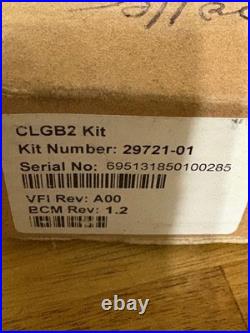 CLGB2 Kit
Kit Number: 29721-01
Serial No: 695131850100285
VFI Rev: A00
BCM Rev: 1.2